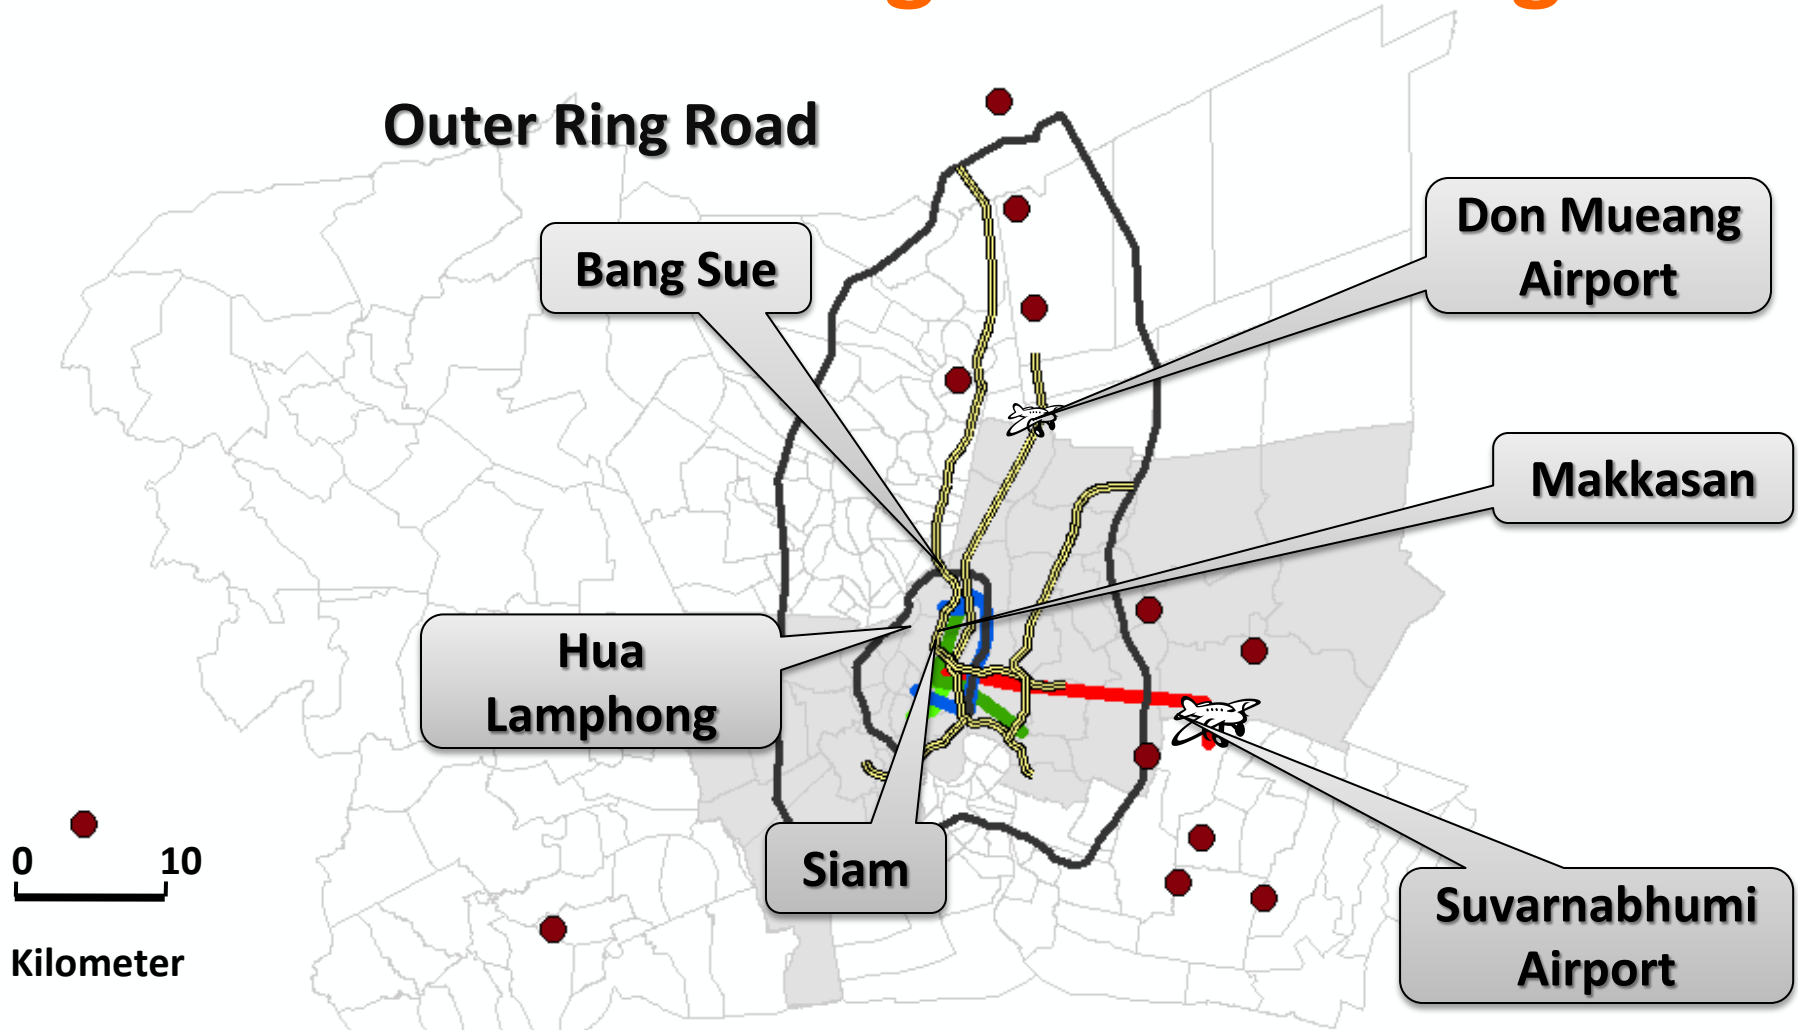 Outer Ring Road
Don Mueang
Airport
Bang Sue
Makkasan
Hua
Lamphong
Siam
0 10
Kilometer
Suvarnabhumi
Airport